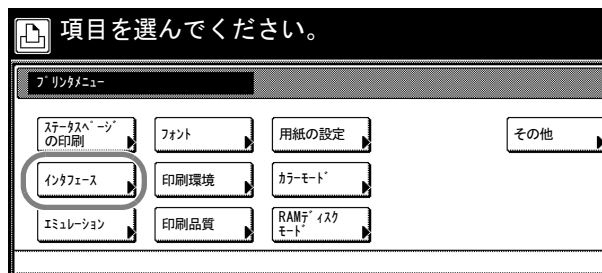 項目を選んでください。
ﾌﾟﾘﾝﾀﾒﾆｭｰ
ｽﾃｰﾀｽﾍﾟｰｼﾞ
の印刷
ﾌｫﾝﾄ
用紙の設定
その他
ｲﾝﾀﾌｪｰｽ
印刷環境
ｶﾗｰﾓｰﾄﾞ
ｴﾐｭﾚｰｼｮﾝ
印刷品質
RAMﾃﾞｨｽｸ
ﾓｰﾄﾞ